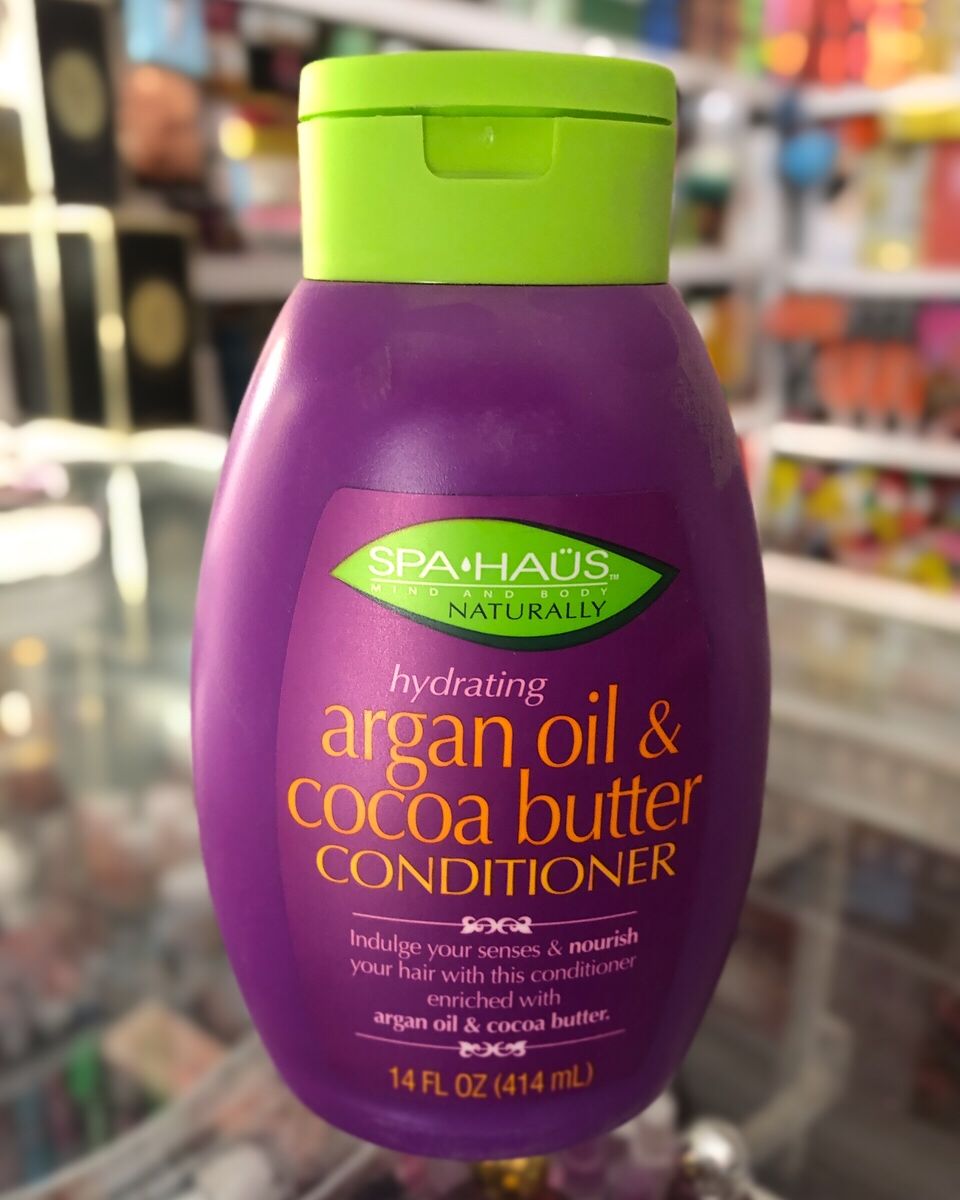 SPA HAÜS™
MIND AND BODY
NATURALLY
hydrating
argan oil &
cocoa butter
CONDITIONER
Indulge your senses & nourish
your hair with this conditioner
enriched with
argan oil & cocoa butter.
14 FL OZ (414 mL)